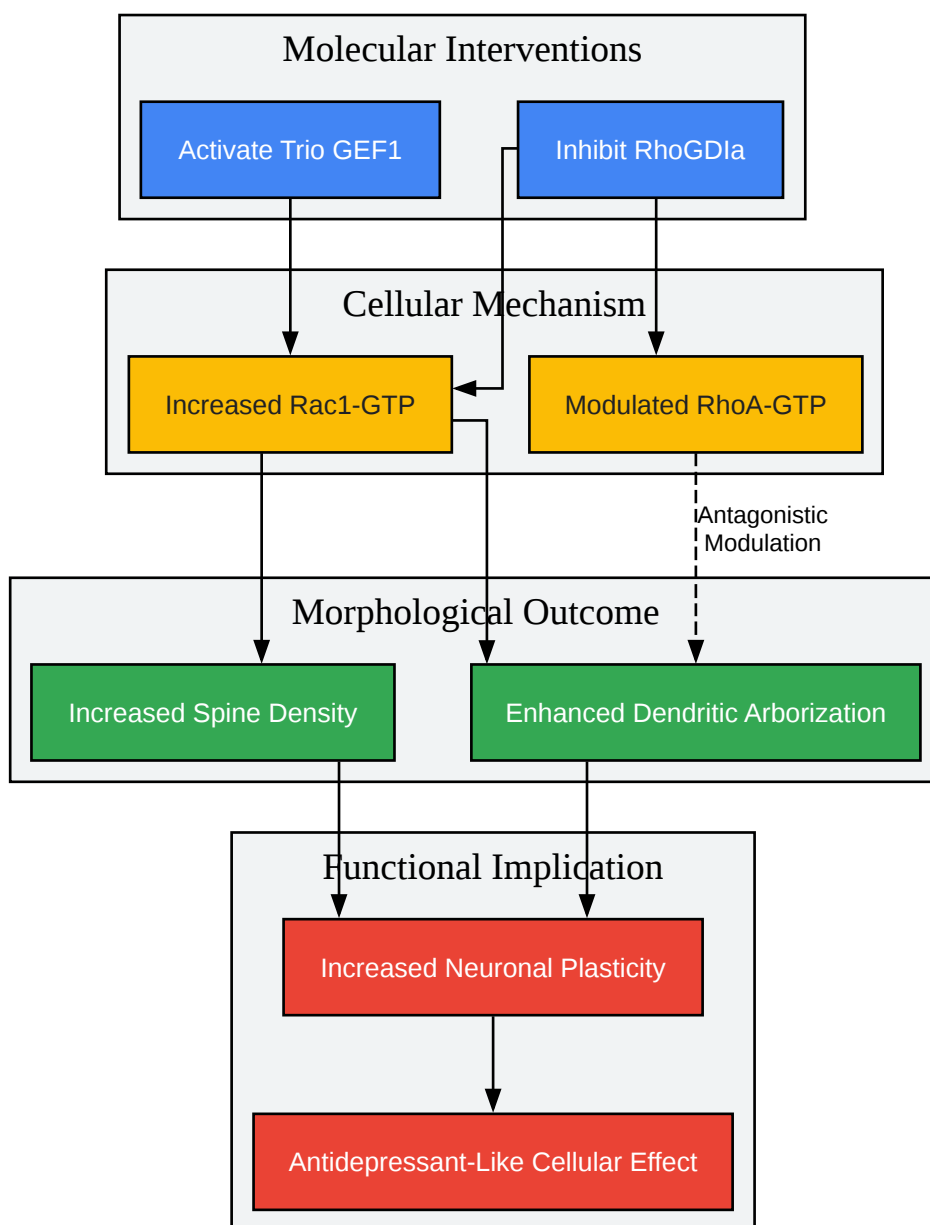 Molecular Interventions
Activate Trio GEF1
Inhibit RhoGDIa
Cellular Mechanism
Increased Rac1-GTP
Modulated RhoA-GTP
Antagonistic
Modulation
Morphological Outcome
Increased Spine Density
Enhanced Dendritic Arborization
Functional Implication
Increased Neuronal Plasticity
Antidepressant-Like Cellular Effect